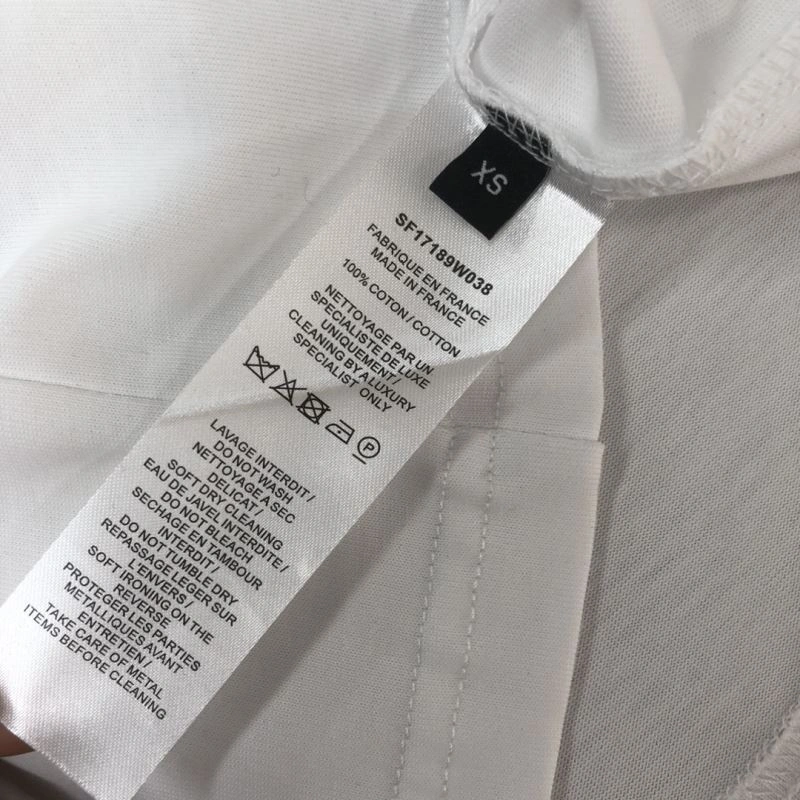 XS
SF17189W038
FABRIQUE EN FRANCE
MADE IN FRANCE
100% COTON / COTTON
NETTOYAGE PAR UN
SPECIALISTE DE LUXE
UNIQUEMENT /
CLEANING BY A LUXURY
SPECIALIST ONLY
P
LAVAGE INTERDIT /
DO NOT WASH
NETTOYAGE A SEC
DELICAT /
SOFT DRY CLEANING
EAU DE JAVEL INTERDITE /
DO NOT BLEACH
SECHAGE EN TAMBOUR
INTERDIT /
DO NOT TUMBLE DRY
REPASSAGE LEGER SUR
L'ENVERS /
SOFT IRONING ON THE
REVERSE
PROTEGER LES PARTIES
METALLIQUES AVANT
ENTRETIEN /
TAKE CARE OF METAL
ITEMS BEFORE CLEANING